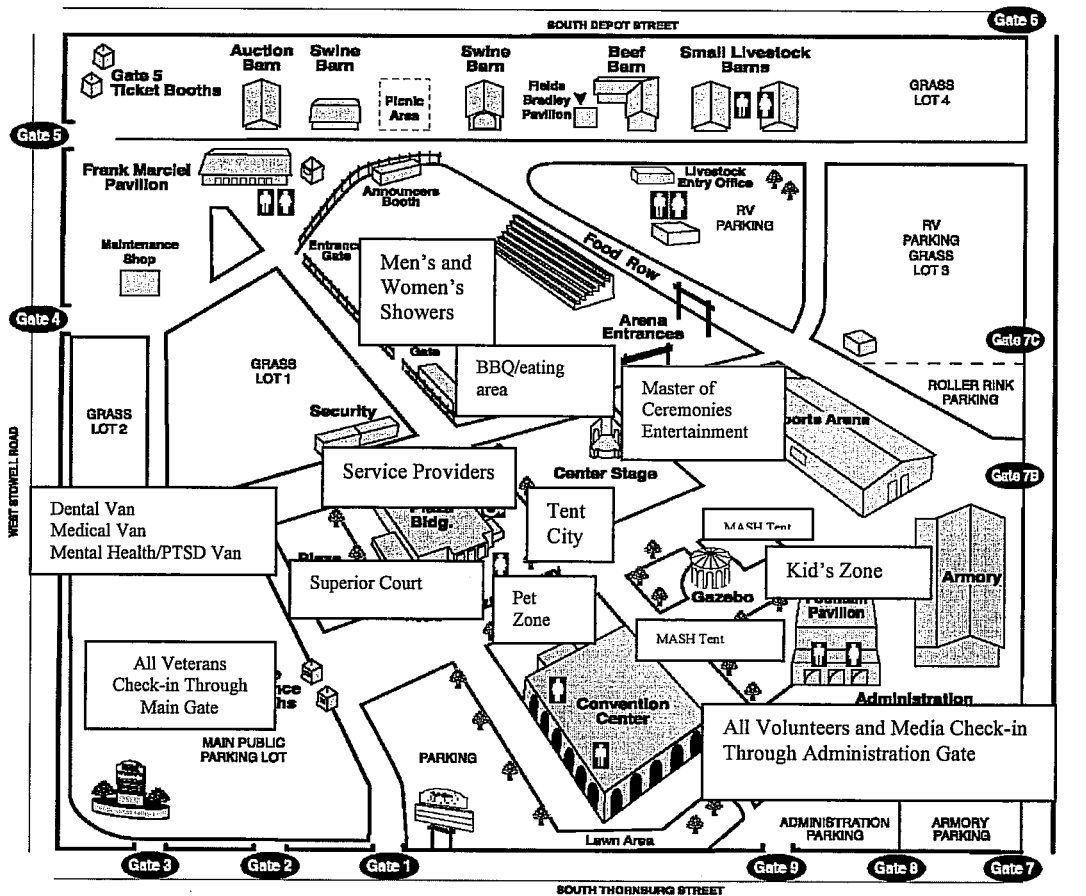 SOUTH DEPOT STREET
Gate 6
Auction
Barn
Swine
Barn
Swine
Barn
Beef
Barn
Small Livestock
Barns
Gate 5
Ticket Booths
Picnic
Area
Fields
Bradley
Pavilion
GRASS
LOT 4
Gate 5
Frank Marciel
Pavilion
Announcers
Booth
Livestock
Entry Office
RV
PARKING
RV
PARKING
GRASS
LOT 3
Maintenance
Shop
Food Row
Men's and
Women's
Showers
Gate
Gate 4
Arena
Entrances
Gate 7C
GRASS
LOT 1
BBQ/eating
area
Master of
Ceremonies
Entertainment
ROLLER RINK
PARKING
GRASS
LOT 2
Security
Arena
Center Stage
Gate 7B
WEST STOWELL ROAD
Service Providers
Dental Van
Medical Van
Mental Health/PTSD Van
Bldg.
Tent
City
MASH Tent
Kid's Zone
Armory
Superior Court
Pet
Zone
Gazebo
Pavilion
MASH Tent
All Veterans
Check-in Through
Main Gate
Convention
Center
Administration
All Volunteers and Media Check-in
Through Administration Gate
MAIN PUBLIC
PARKING LOT
PARKING
Lawn Area
ADMINISTRATION
PARKING
ARMORY
PARKING
Gate 3
Gate 2
Gate 1
Gate 9
Gate 8
Gate 7
SOUTH THORNBURG STREET